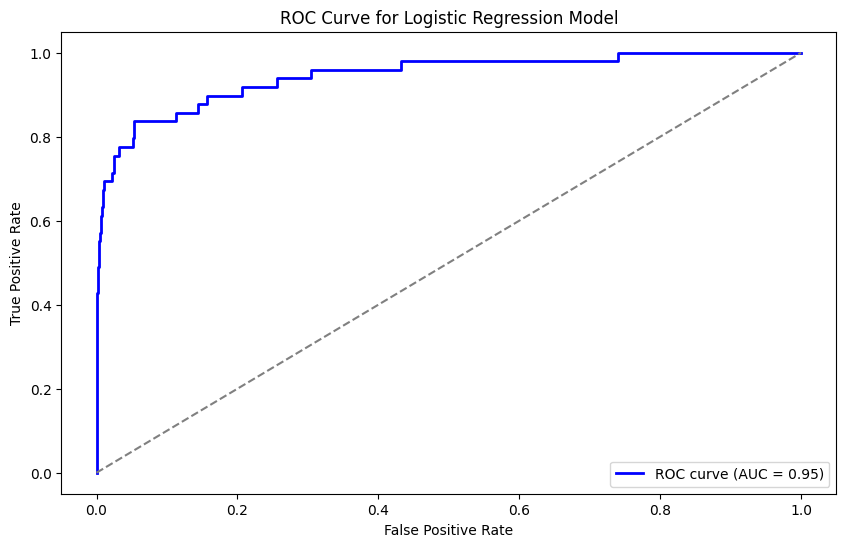 ROC Curve for Logistic Regression Model
1.0
0.8
0.6
0.4
0.2
0.0
True Positive Rate
ROC curve (AUC = 0.95)
0.0 0.2 0.4 0.6 0.8 1.0
False Positive Rate